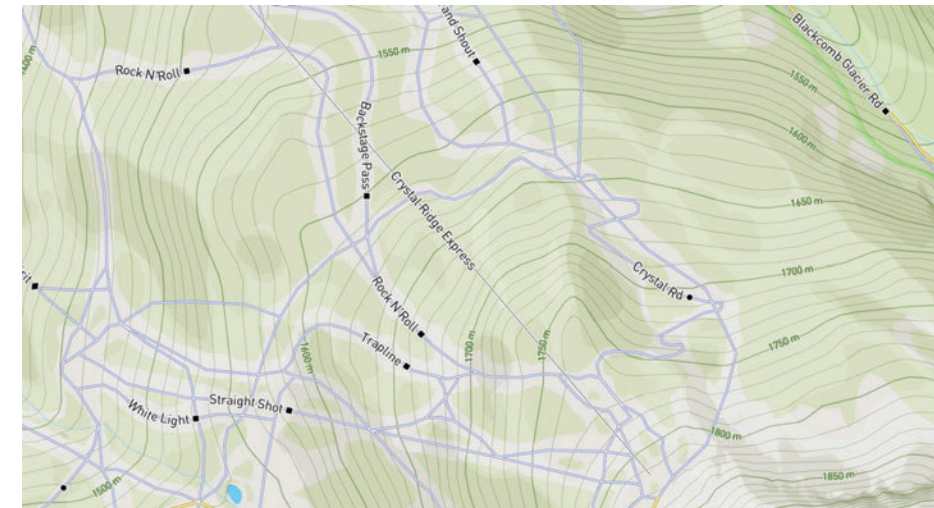 and Shout
Blackcomb Glacier Rd
1550 m
1400 m
Rock N'Roll
1550 m
1600 m
Backstage Pass
Crystal Ridge Express
1650 m
Crystal Rd
1700 m
Rock N'Roll
Trapline
1600 m
1700 m
1750 m
1750 m
Straight Shot
White Light
1800 m
1850 m
1500 m